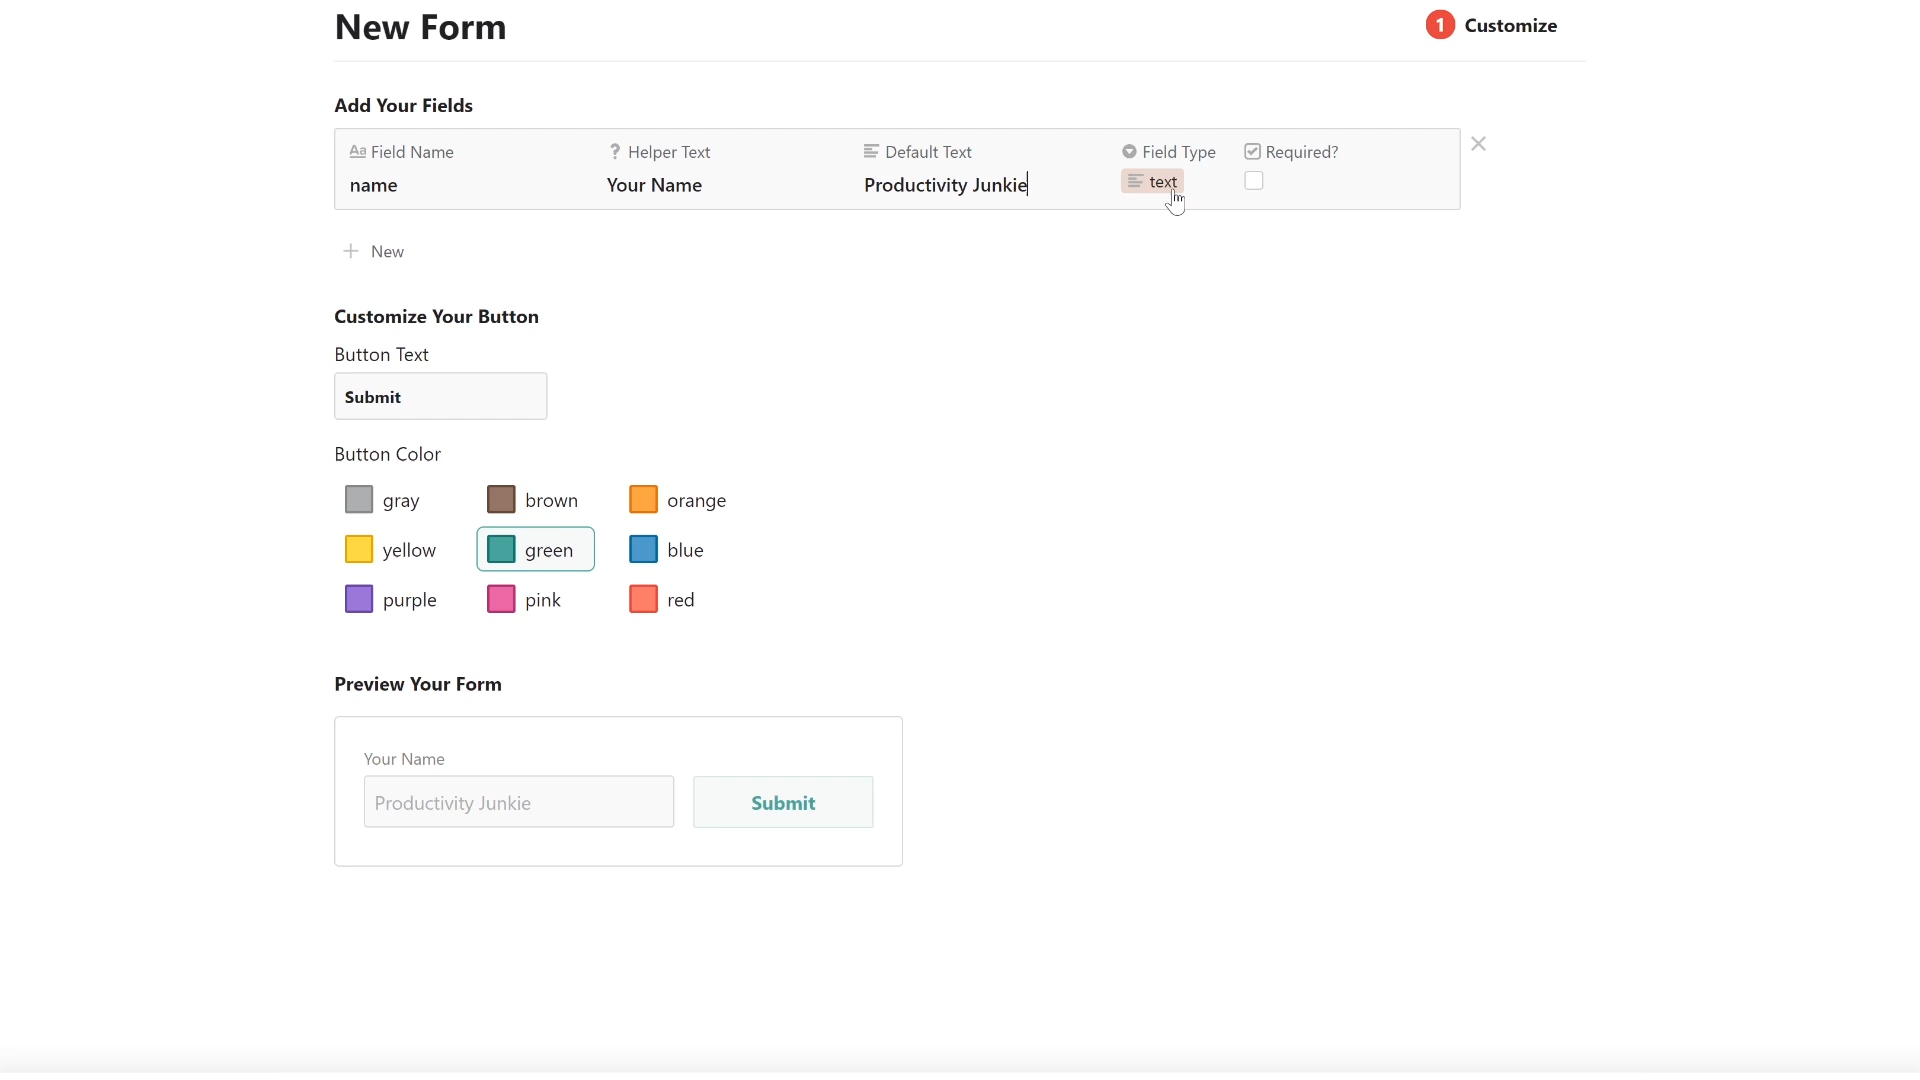 New Form
1 Customize
Add Your Fields
Aa Field Name ? Helper Text Default Text Field Type Required?
name Your Name Productivity Junkie text
+ New
Customize Your Button
Button Text
Submit
Button Color
gray brown orange
yellow green blue
purple pink red
Preview Your Form
Your Name
Productivity Junkie Submit